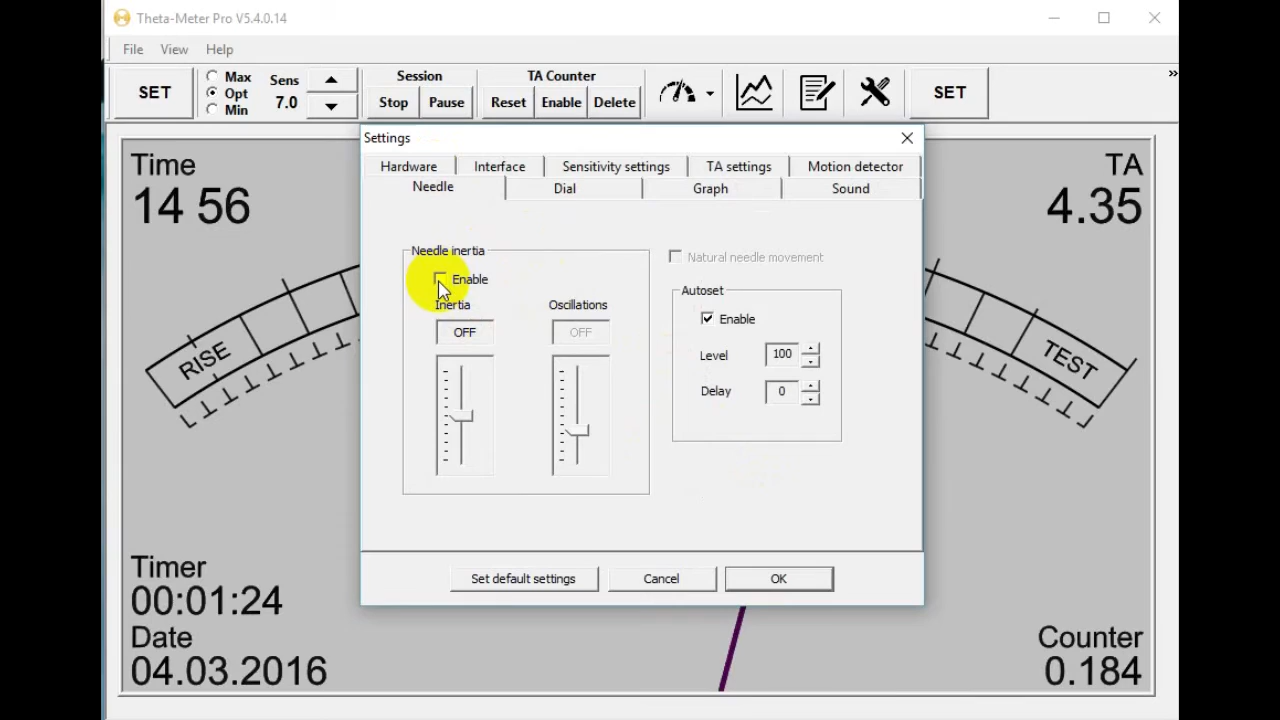 Theta-Meter Pro V5.4.0.14
File View Help
SET
Max
Opt
Min
Sens
7.0
Session
Stop Pause
TA Counter
Reset Enable Delete
SET
»
Time
14 56
TA
4.35
RISE
TEST
Settings
Hardware Interface Sensitivity settings TA settings Motion detector
Needle Dial Graph Sound
Needle inertia
Enable
Inertia Oscillations
OFF OFF
Natural needle movement
Autoset
Enable
Level 100
Delay 0
Set default settings Cancel OK
Timer
00:01:24
Date
04.03.2016
Counter
0.184